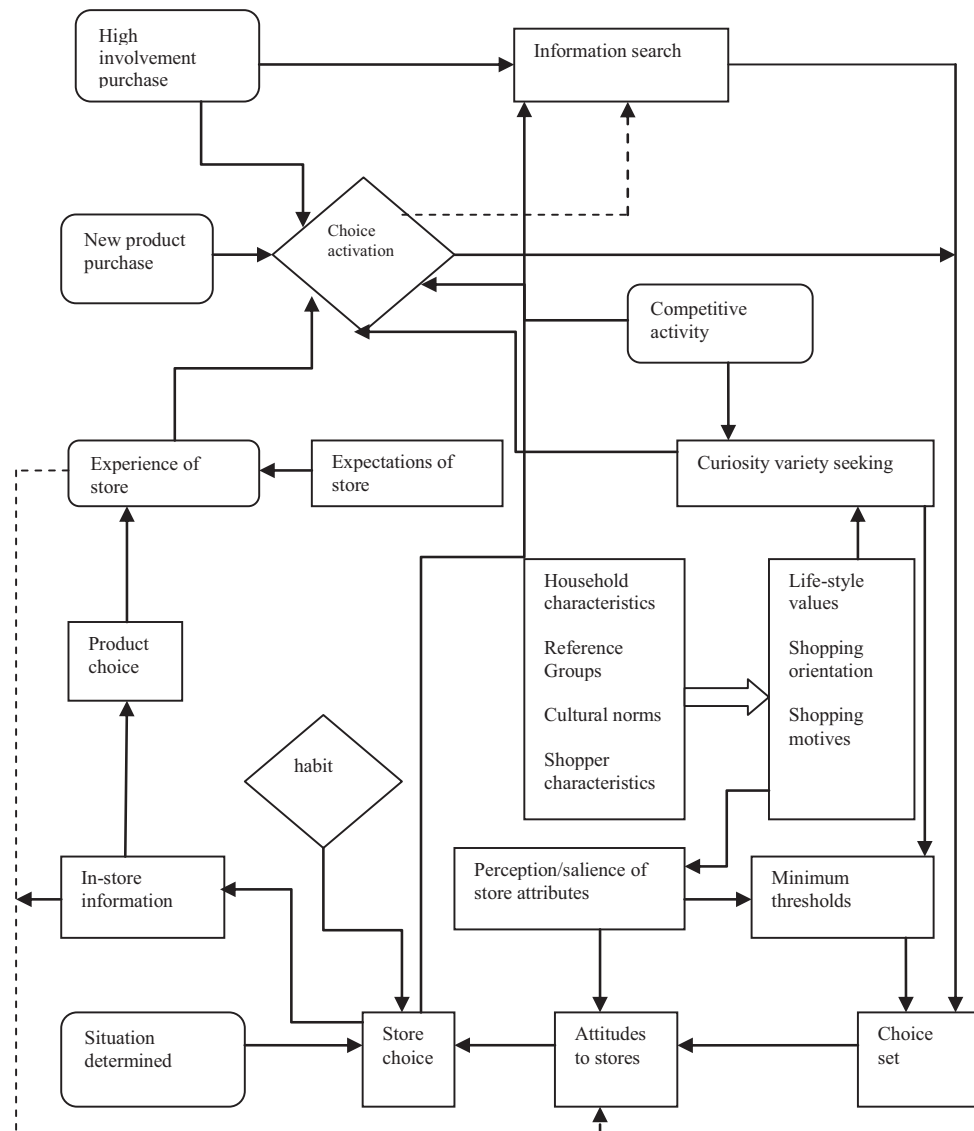 High
involvement
purchase
Information search
Choice
activation
New product
purchase
Competitive
activity
Experience of
store
Expectations of
store
Curiosity variety seeking
Household
characteristics
Reference
Groups
Cultural norms
Shopper
characteristics
Life-style
values
Shopping
orientation
Shopping
motives
Product
choice
habit
In-store
information
Perception/salience of
store attributes
Minimum
thresholds
Situation
determined
Store
choice
Attitudes
to stores
Choice
set